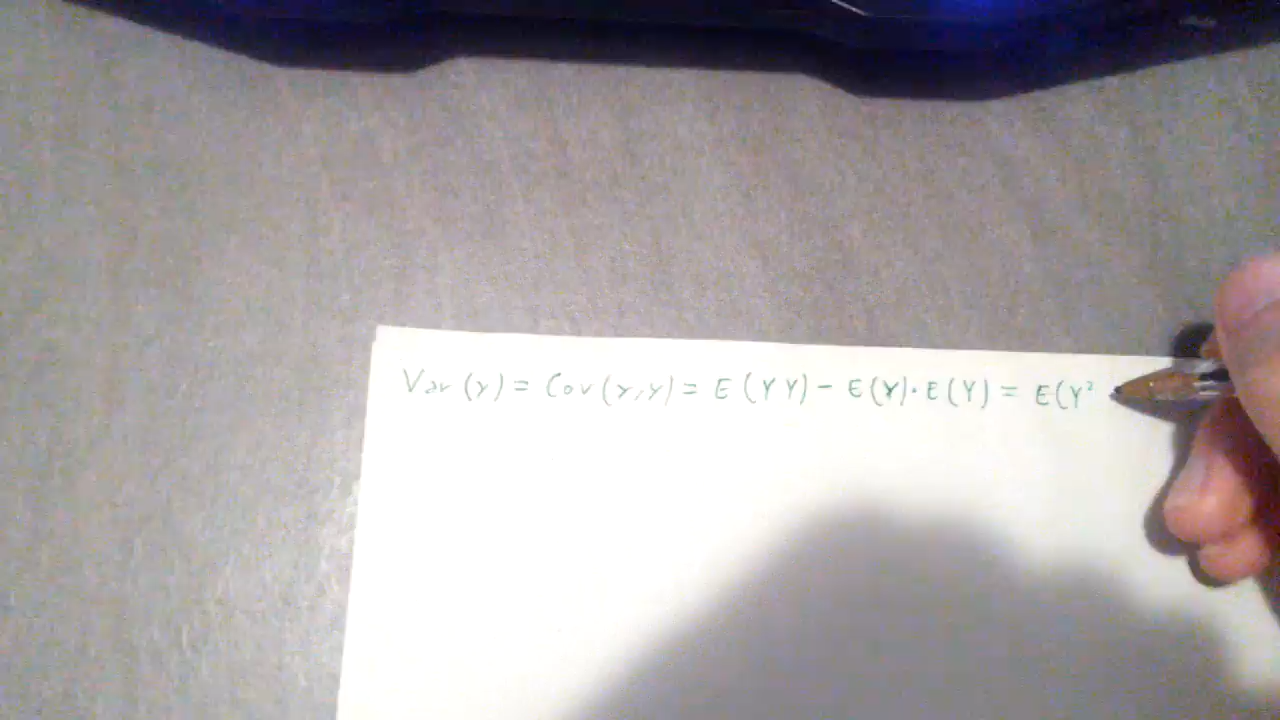 Var (y) = Cov (y,y) = E (YY) - E(Y)·E(Y) = E(Y²